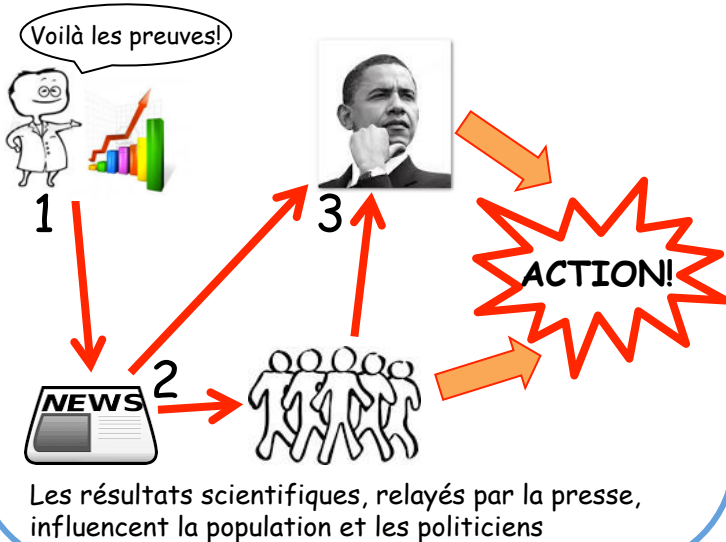 Voilà les preuves!
1
3
ACTION!
2
NEWS
Les résultats scientifiques, relayés par la presse,
influencent la population et les politiciens